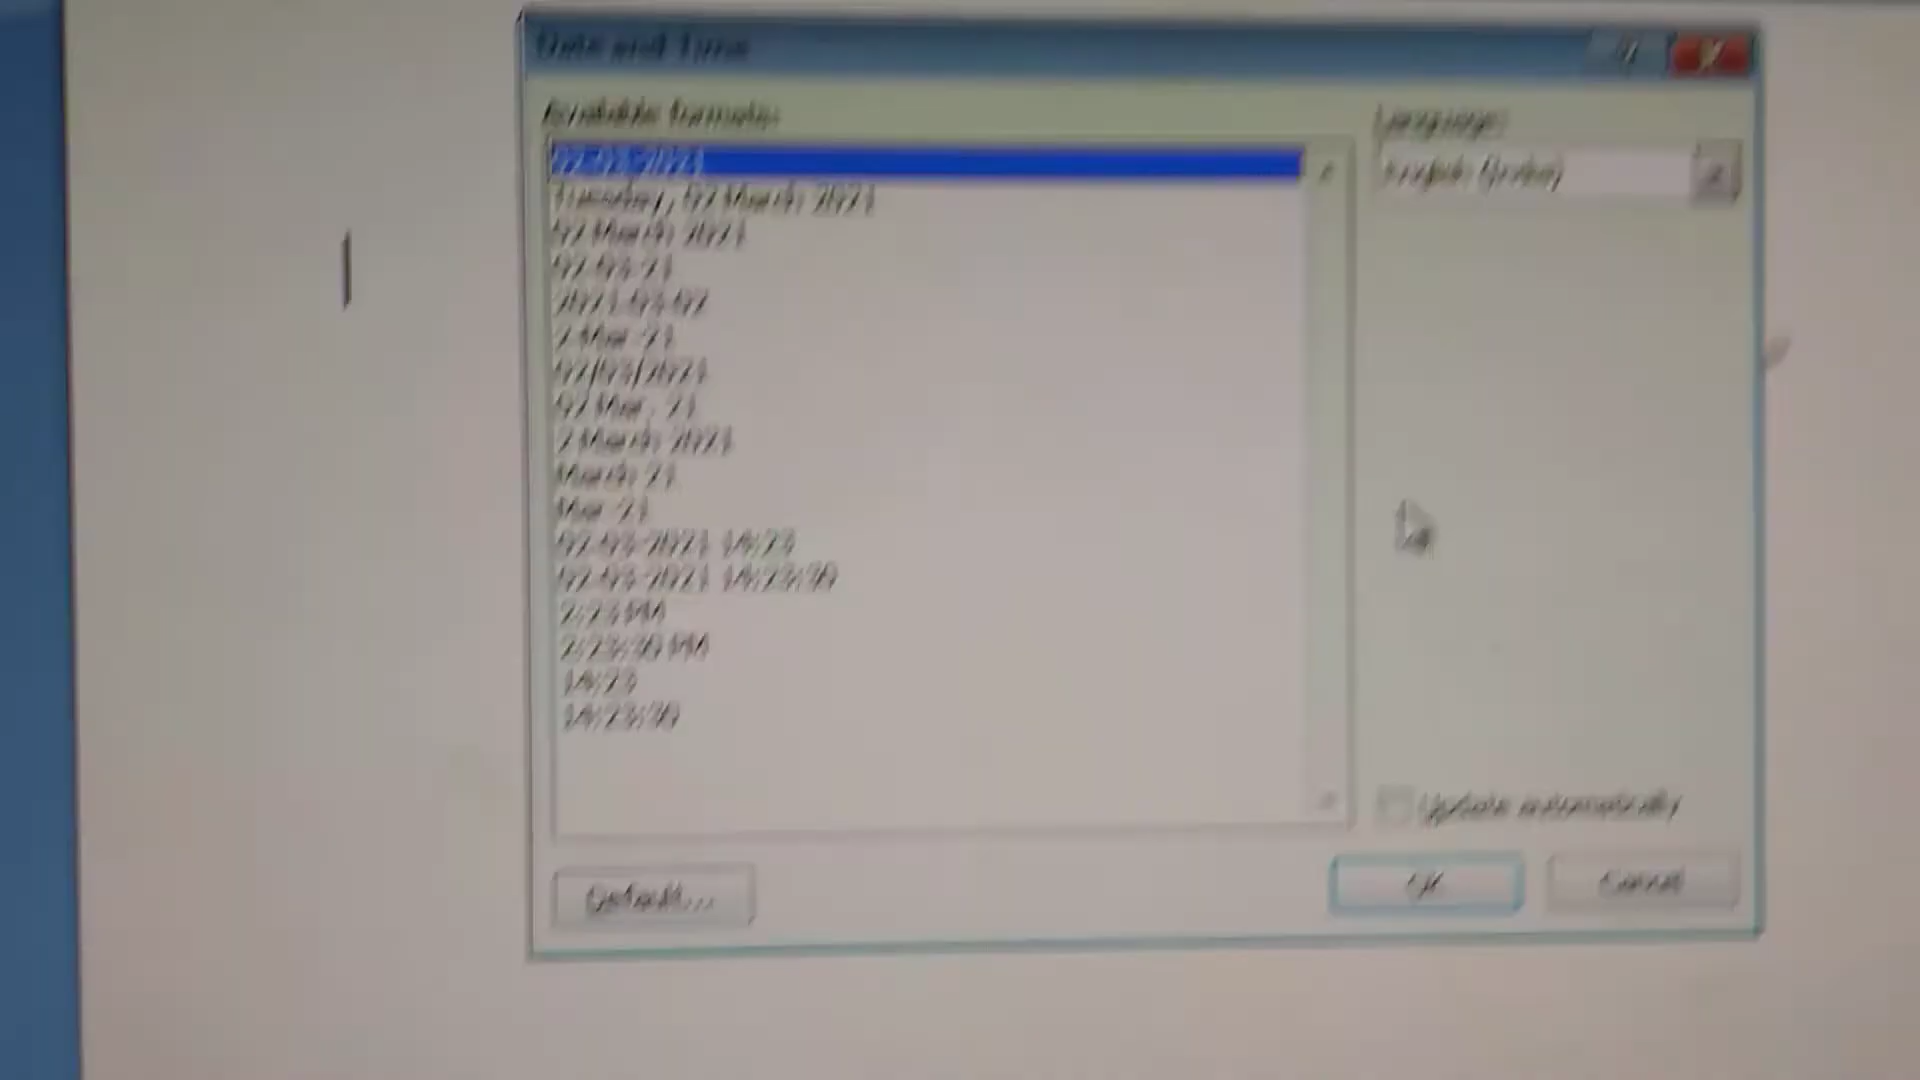 Date and Time
Available formats:
Language:
02-03-2021
English (India)
Tuesday, 02 March 2021
02 March 2021
02-03-21
2021-03-02
2-Mar-21
02/03/2021
02 Mar. 21
2 March 2021
March 21
Mar-21
02-03-2021 14:23
02-03-2021 14:23:30
2:23 PM
2:23:30 PM
14:23
14:23:30
Update automatically
Default...
OK
Cancel